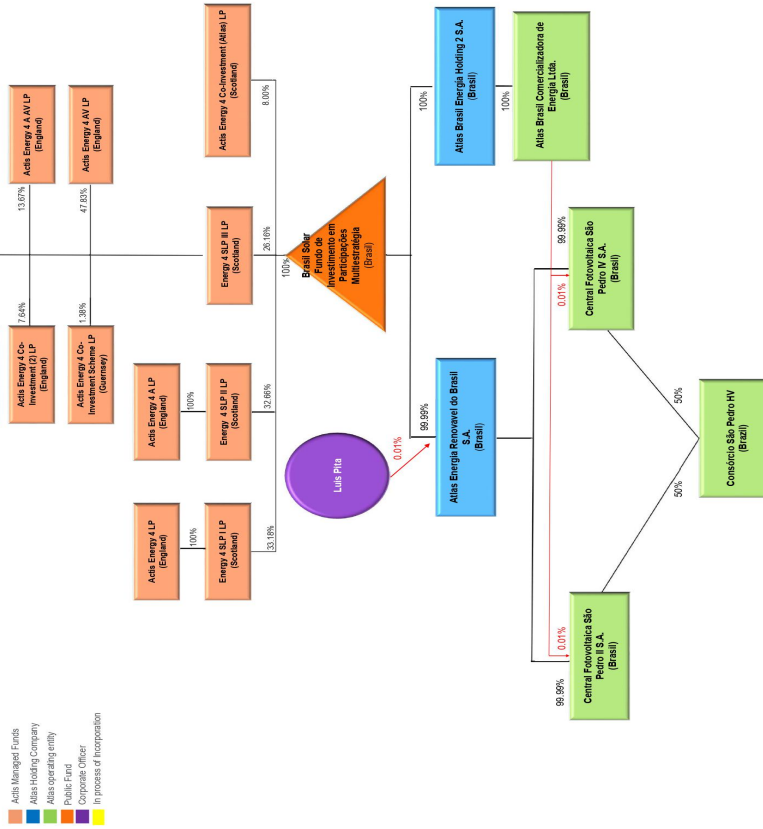 Actis Managed Funds
Atlas Holding Company
Atlas operating entity
Public Fund
Corporate Officer
In process of Incorporation
Actis Energy 4 Co-
Investment (2) LP
(England)
7.64%
13.67%
Actis Energy 4 A AV LP
(England)
Actis Energy 4 Co-
Investment Scheme LP
(Guernsey)
1.38%
47.83%
Actis Energy 4 AV LP
(England)
Actis Energy 4 LP
(England)
Actis Energy 4 A LP
(England)
100%
100%
Energy 4 SLP I LP
(Scotland)
Energy 4 SLP II LP
(Scotland)
Energy 4 SLP III LP
(Scotland)
Actis Energy 4 Co-Investment (Atlas) LP
(Scotland)
33.18%
32.66%
26.16%
8.00%
100%
Brasil Solar
Fundo de
Investimento em
Participações
Multiestratégia
(Brasil)
Luis Pita
0.01%
99.99%
100%
Atlas Energia Renovavel do Brasil
S.A.
(Brasil)
Atlas Brasil Energia Holding 2 S.A.
(Brasil)
100%
Atlas Brasil Comercializadora de
Energia Ltda.
(Brasil)
99.99%
0.01%
0.01%
99.99%
Central Fotovoltaica São
Pedro II S.A.
(Brasil)
Central Fotovoltaica São
Pedro IV S.A.
(Brasil)
50%
50%
Consórcio São Pedro HV
(Brazil)